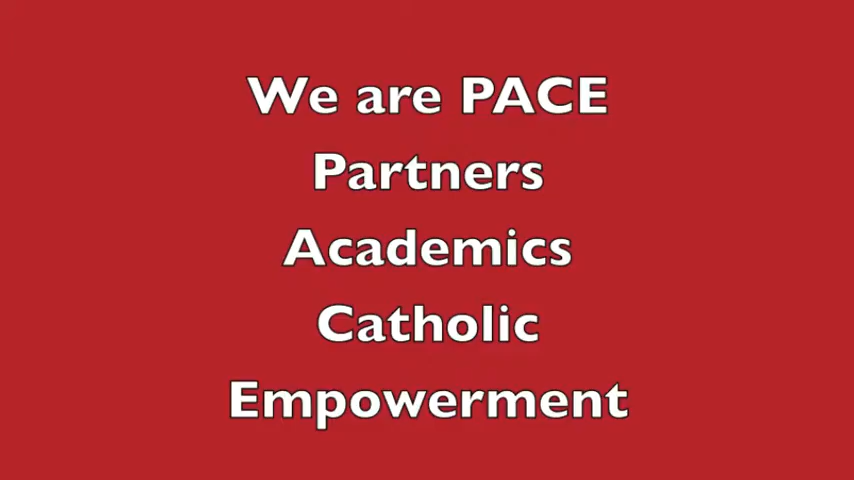 We are PACE
Partners
Academics
Catholic
Empowerment